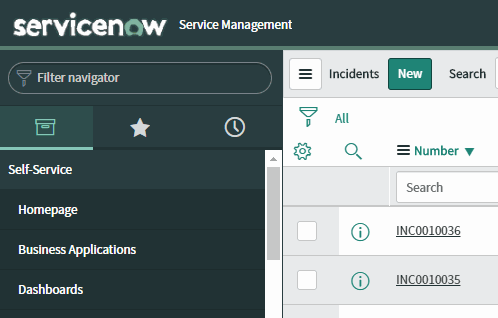 servicenow Service Management
Filter navigator
Self-Service
Homepage
Business Applications
Dashboards
Incidents New Search
All
Number
Search
INC0010036
INC0010035